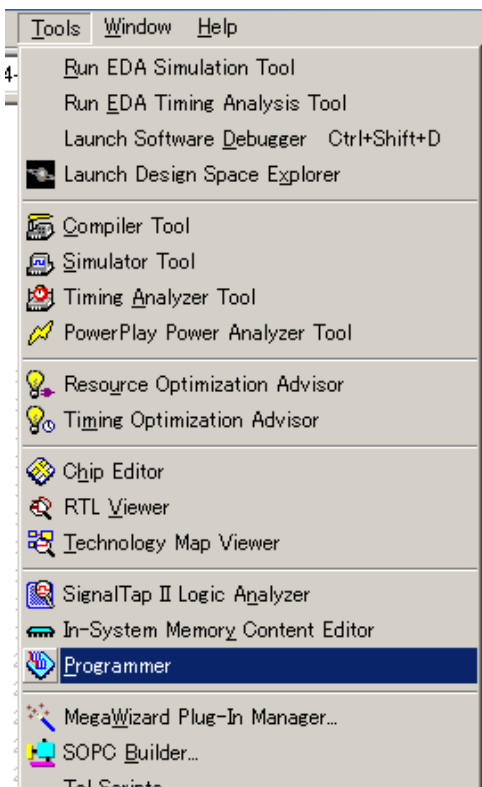 Tools Window Help
4-
Run EDA Simulation Tool
Run EDA Timing Analysis Tool
Launch Software Debugger Ctrl+Shift+D
Launch Design Space Explorer
Compiler Tool
Simulator Tool
Timing Analyzer Tool
PowerPlay Power Analyzer Tool
Resource Optimization Advisor
Timing Optimization Advisor
Chip Editor
RTL Viewer
Technology Map Viewer
SignalTap II Logic Analyzer
In-System Memory Content Editor
Programmer
MegaWizard Plug-In Manager...
SOPC Builder...
Tcl Scripts